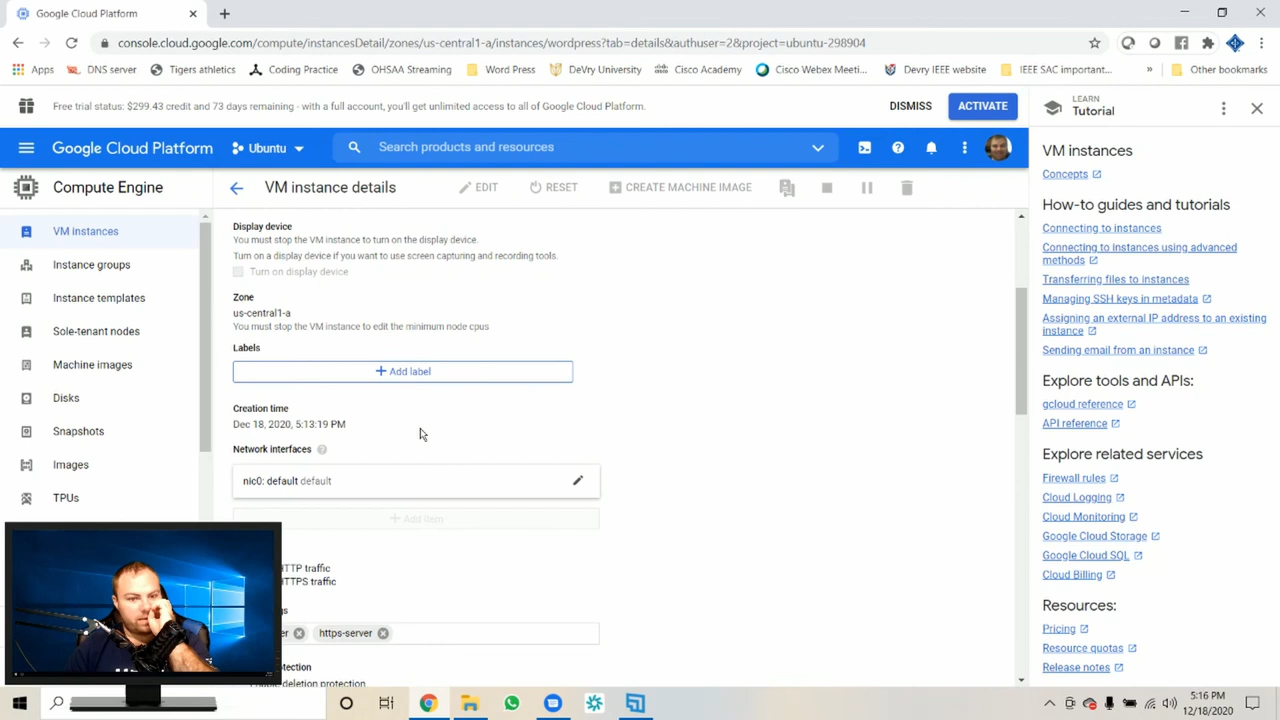 Google Cloud Platform
console.cloud.google.com/compute/instancesDetail/zones/us-central1-a/instances/wordpress?tab=details&authuser=2&project=ubuntu-298904
Apps DNS server Tigers athletics Coding Practice OHSAA Streaming Word Press DeVry University Cisco Academy Cisco Webex Meeti... Devry IEEE website IEEE SAC important... » Other bookmarks
Free trial status: $299.43 credit and 73 days remaining - with a full account, you'll get unlimited access to all of Google Cloud Platform. DISMISS ACTIVATE
Google Cloud Platform Ubuntu Search products and resources
Compute Engine VM instance details EDIT RESET CREATE MACHINE IMAGE
VM instances
Instance groups
Instance templates
Sole-tenant nodes
Machine images
Disks
Snapshots
Images
TPUs
Display device
You must stop the VM instance to turn on the display device.
Turn on a display device if you want to use screen capturing and recording tools.
Turn on display device
Zone
us-central1-a
You must stop the VM instance to edit the minimum node cpus
Labels
+ Add label
Creation time
Dec 18, 2020, 5:13:19 PM
Network interfaces
nic0: default default
+ Add item
HTTP traffic
HTTPS traffic
https-server
LEARN
Tutorial
VM instances
Concepts
How-to guides and tutorials
Connecting to instances
Connecting to instances using advanced
methods
Transferring files to instances
Managing SSH keys in metadata
Assigning an external IP address to an existing
instance
Sending email from an instance
Explore tools and APIs:
gcloud reference
API reference
Explore related services
Firewall rules
Cloud Logging
Cloud Monitoring
Google Cloud Storage
Google Cloud SQL
Cloud Billing
Resources:
Pricing
Resource quotas
Release notes
5:16 PM
12/18/2020